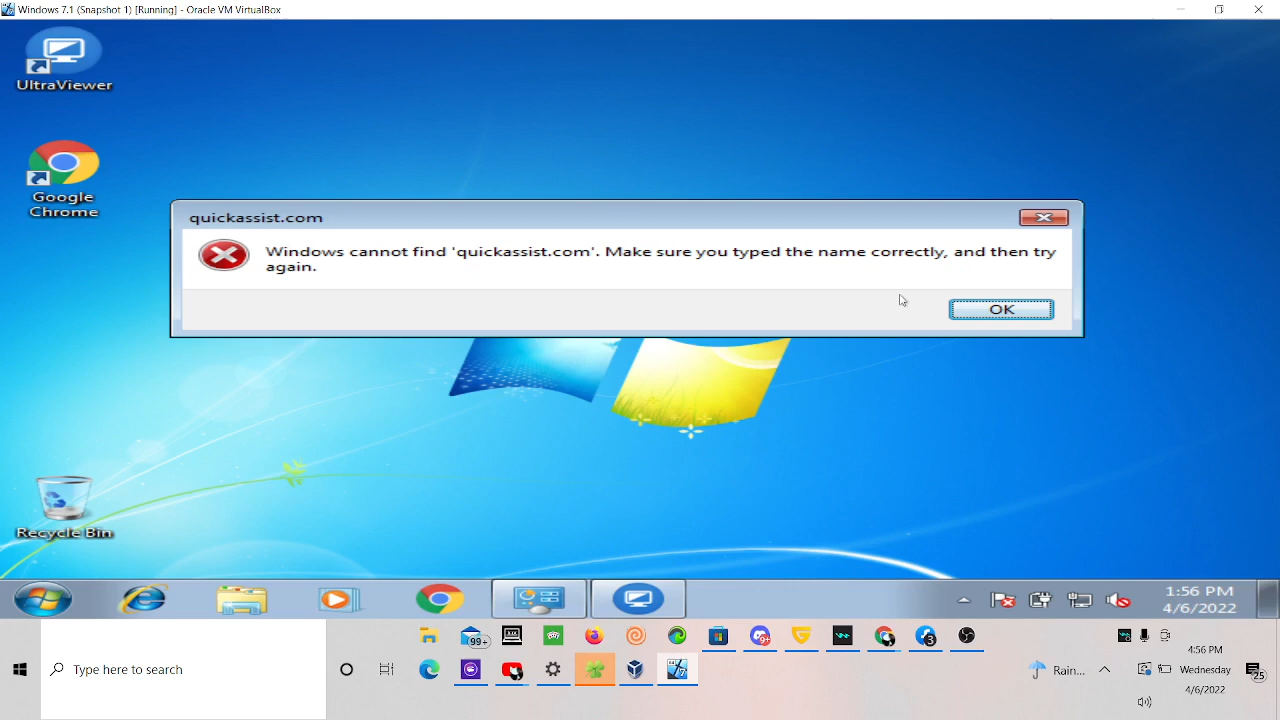 Windows 7.1 (Snapshot 1) [Running] - Oracle VM VirtualBox
UltraViewer
Google
Chrome
quickassist.com
Windows cannot find 'quickassist.com'. Make sure you typed the name correctly, and then try
again.
OK
Recycle Bin
1:56 PM
4/6/2022
99+
9+
3
4:56 PM
Type here to search
Rain...
Wednesday
4/6/2022
25